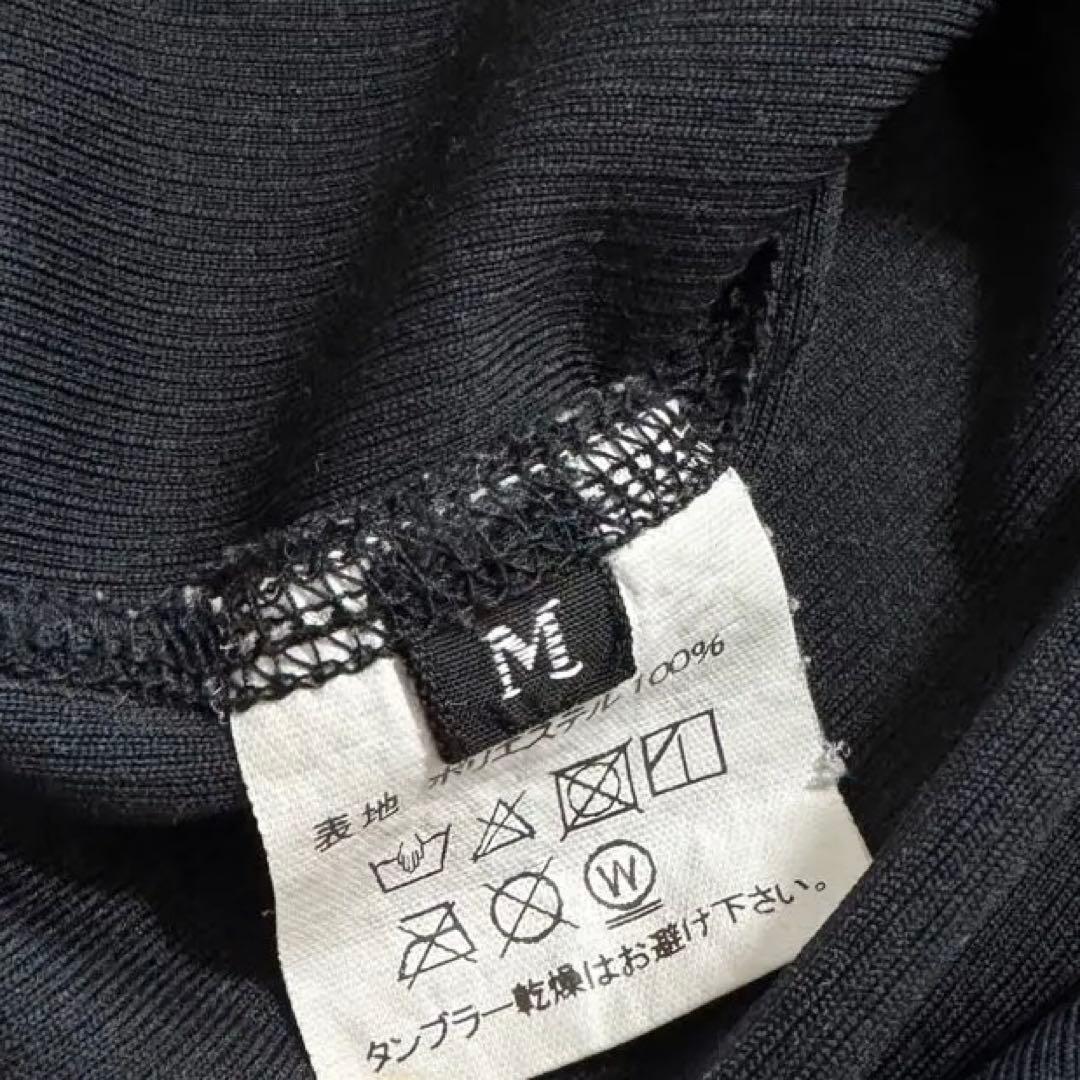 M
表地 ポリエステル100%
W
タンブラー乾燥はお避け下さい。